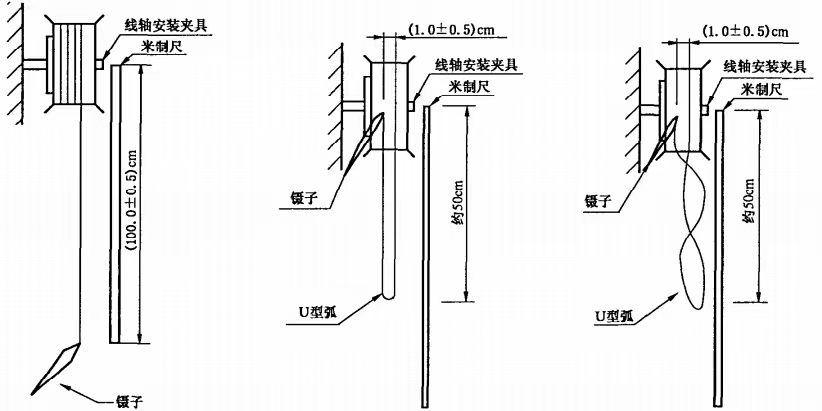 线轴安装夹具
米制尺
(100.0±0.5)cm
镊子
(1.0±0.5)cm
线轴安装夹具
米制尺
约50cm
镊子
U型弧
(1.0±0.5)cm
线轴安装夹具
米制尺
约50cm
镊子
U型弧